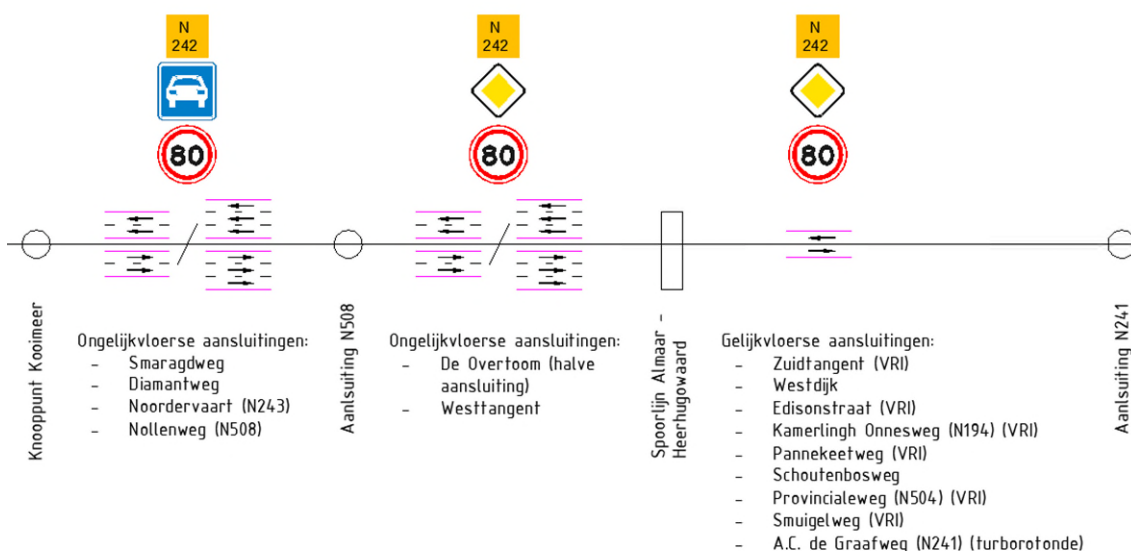 N
242
N
242
N
242
80
80
80
Knooppunt Kooimeer
Ongelijkvloerse aansluitingen:
- Smaragdweg
- Diamantweg
- Noordervaart (N243)
- Nollenweg (N508)
Aanlsuiting N508
Ongelijkvloerse aansluitingen:
- De Overtoom (halve
aansluiting)
- Westtangent
Spoorlijn Almaar –
Heerhugowaard
Gelijkvloerse aansluitingen:
- Zuidtangent (VRI)
- Westdijk
- Edisonstraat (VRI)
- Kamerlingh Onnesweg (N194) (VRI)
- Pannekeetweg (VRI)
- Schoutenbosweg
- Provincialeweg (N504) (VRI)
- Smuigelweg (VRI)
- A.C. de Graafweg (N241) (turborotonde)
Aanlsuiting N241